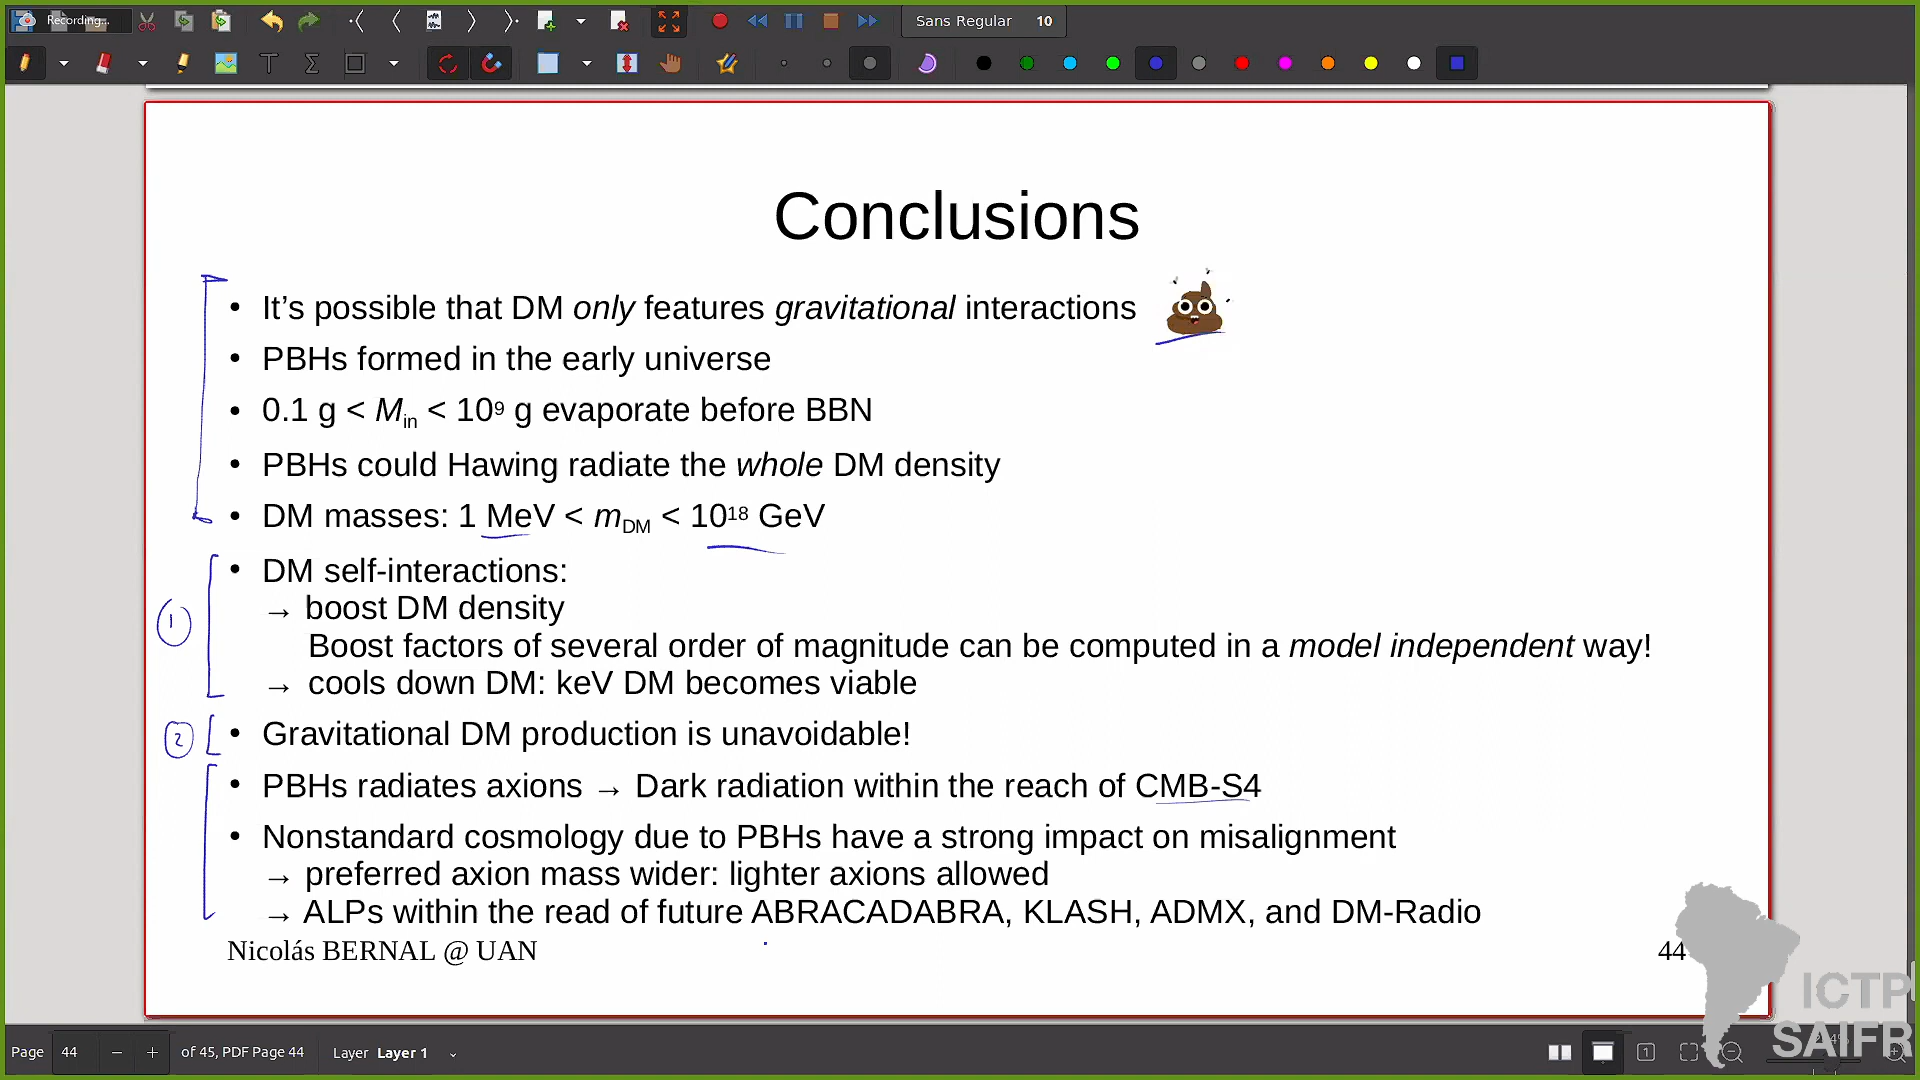 Recording...
Sans Regular 10
Conclusions
• It's possible that DM only features gravitational interactions
• PBHs formed in the early universe
• 0.1 g < Min < 10⁹ g evaporate before BBN
• PBHs could Hawing radiate the whole DM density
• DM masses: 1 MeV < mDM < 10¹⁸ GeV
• DM self-interactions:
→ boost DM density
1
Boost factors of several order of magnitude can be computed in a model independent way!
→ cools down DM: keV DM becomes viable
2
• Gravitational DM production is unavoidable!
• PBHs radiates axions → Dark radiation within the reach of CMB-S4
• Nonstandard cosmology due to PBHs have a strong impact on misalignment
→ preferred axion mass wider: lighter axions allowed
→ ALPs within the read of future ABRACADABRA, KLASH, ADMX, and DM-Radio
Nicolás BERNAL @ UAN
44
ICTP
SAIFR
Page 44 of 45, PDF Page 44 Layer Layer 1
1